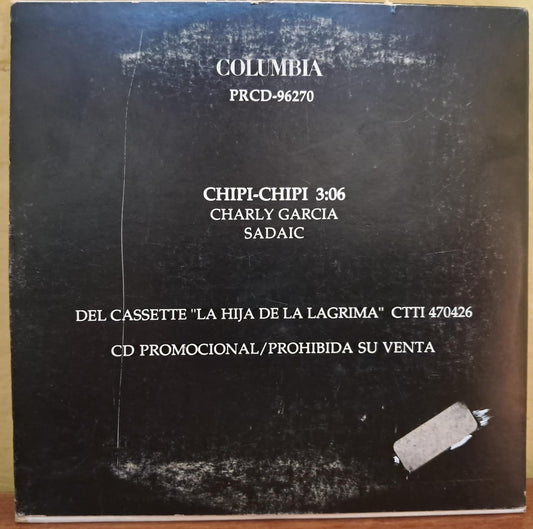 COLUMBIA
PRCD-96270
CHIPI-CHIPI 3:06
CHARLY GARCIA
SADAIC
DEL CASSETTE "LA HIJA DE LA LAGRIMA" CTTI 470426
CD PROMOCIONAL/PROHIBIDA SU VENTA